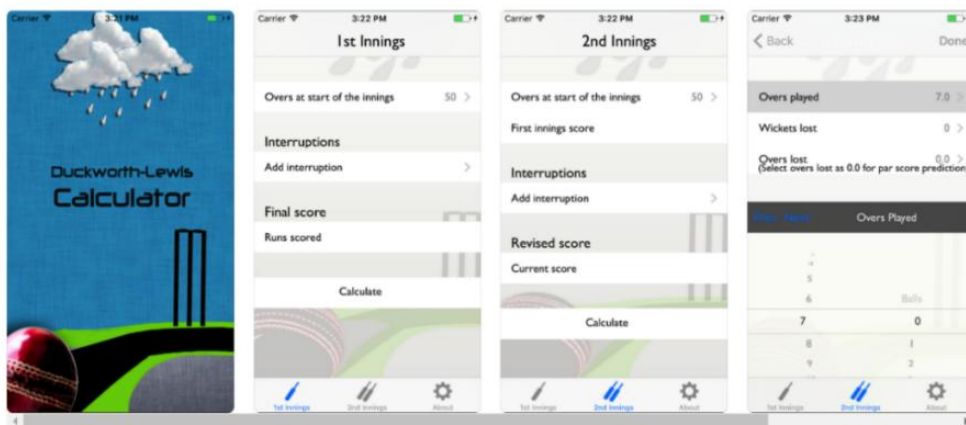 Carrier 3:21 PM
Duckworth-Lewis
Calculator
Carrier 3:22 PM
1st Innings
Overs at start of the innings 50 >
Interruptions
Add interruption >
Final score
Runs scored
Calculate
1st Innings 2nd Innings About
Carrier 3:22 PM
2nd Innings
Overs at start of the innings 50 >
First innings score
Interruptions
Add interruption >
Revised score
Current score
Calculate
1st Innings 2nd Innings About
Carrier 3:23 PM
< Back Done
Overs played 7.0 >
Wickets lost 0 >
Overs lost 0.0 >
(Select overs lost as 0.0 for par score prediction)
Overs Played
5
6 Balls
7 0
8 1
9 2
1st Innings 2nd Innings About